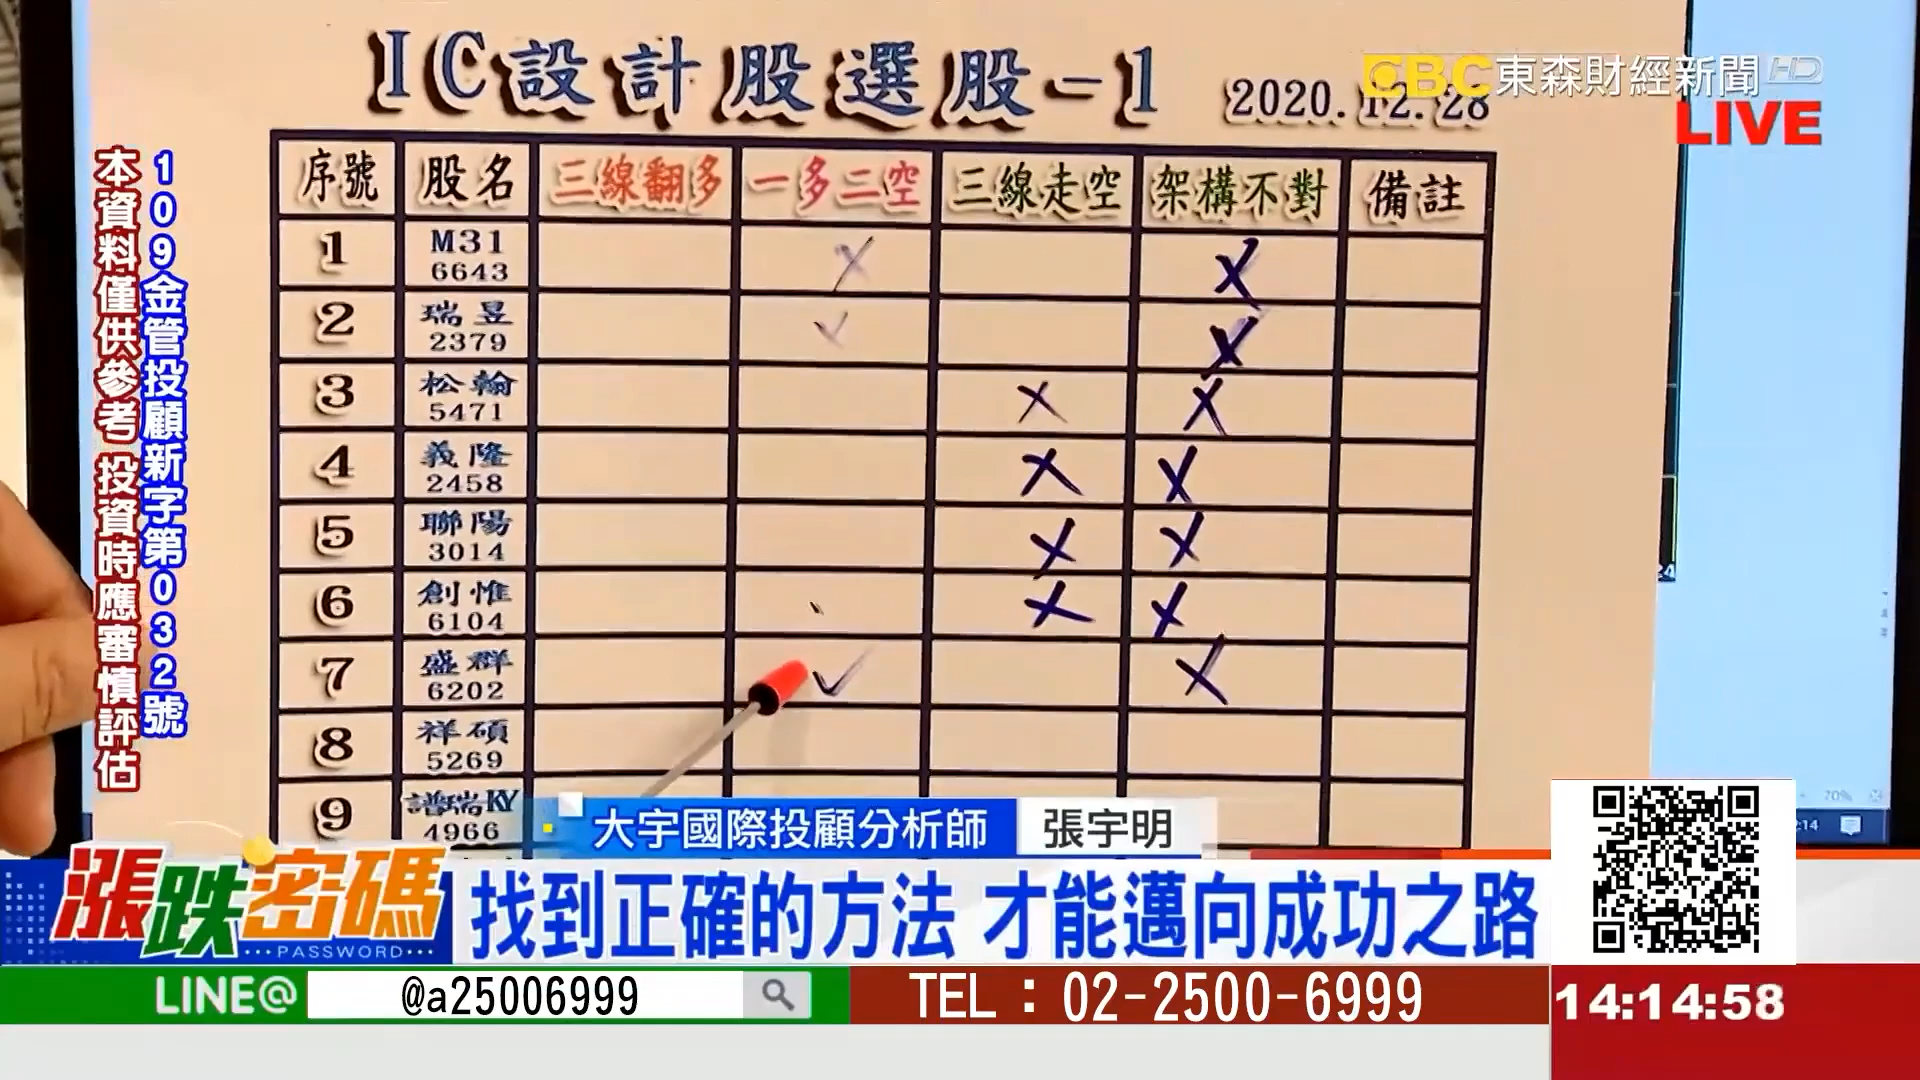 IC設計股選股-1
2020.12.28
EBC東森財經新聞HD
LIVE
109金管投顧新字第032號
本資料僅供參考 投資時應審慎評估
序號 股名 三線翻多 一多二空 三線走空 架構不對 備註
1 M31 6643 X X
2 瑞昱 2379 ✓ X
3 松翰 5471 X X
4 義隆 2458 X X
5 聯陽 3014 X X
6 創惟 6104 X X
7 盛群 6202 ✓ X
8 祥碩 5269
9 譜瑞KY 4966
大宇國際投顧分析師 張宇明
漲跌密碼
PASSWORD
找到正確的方法 才能邁向成功之路
LINE@ @a25006999
TEL：02-2500-6999
14:14:58